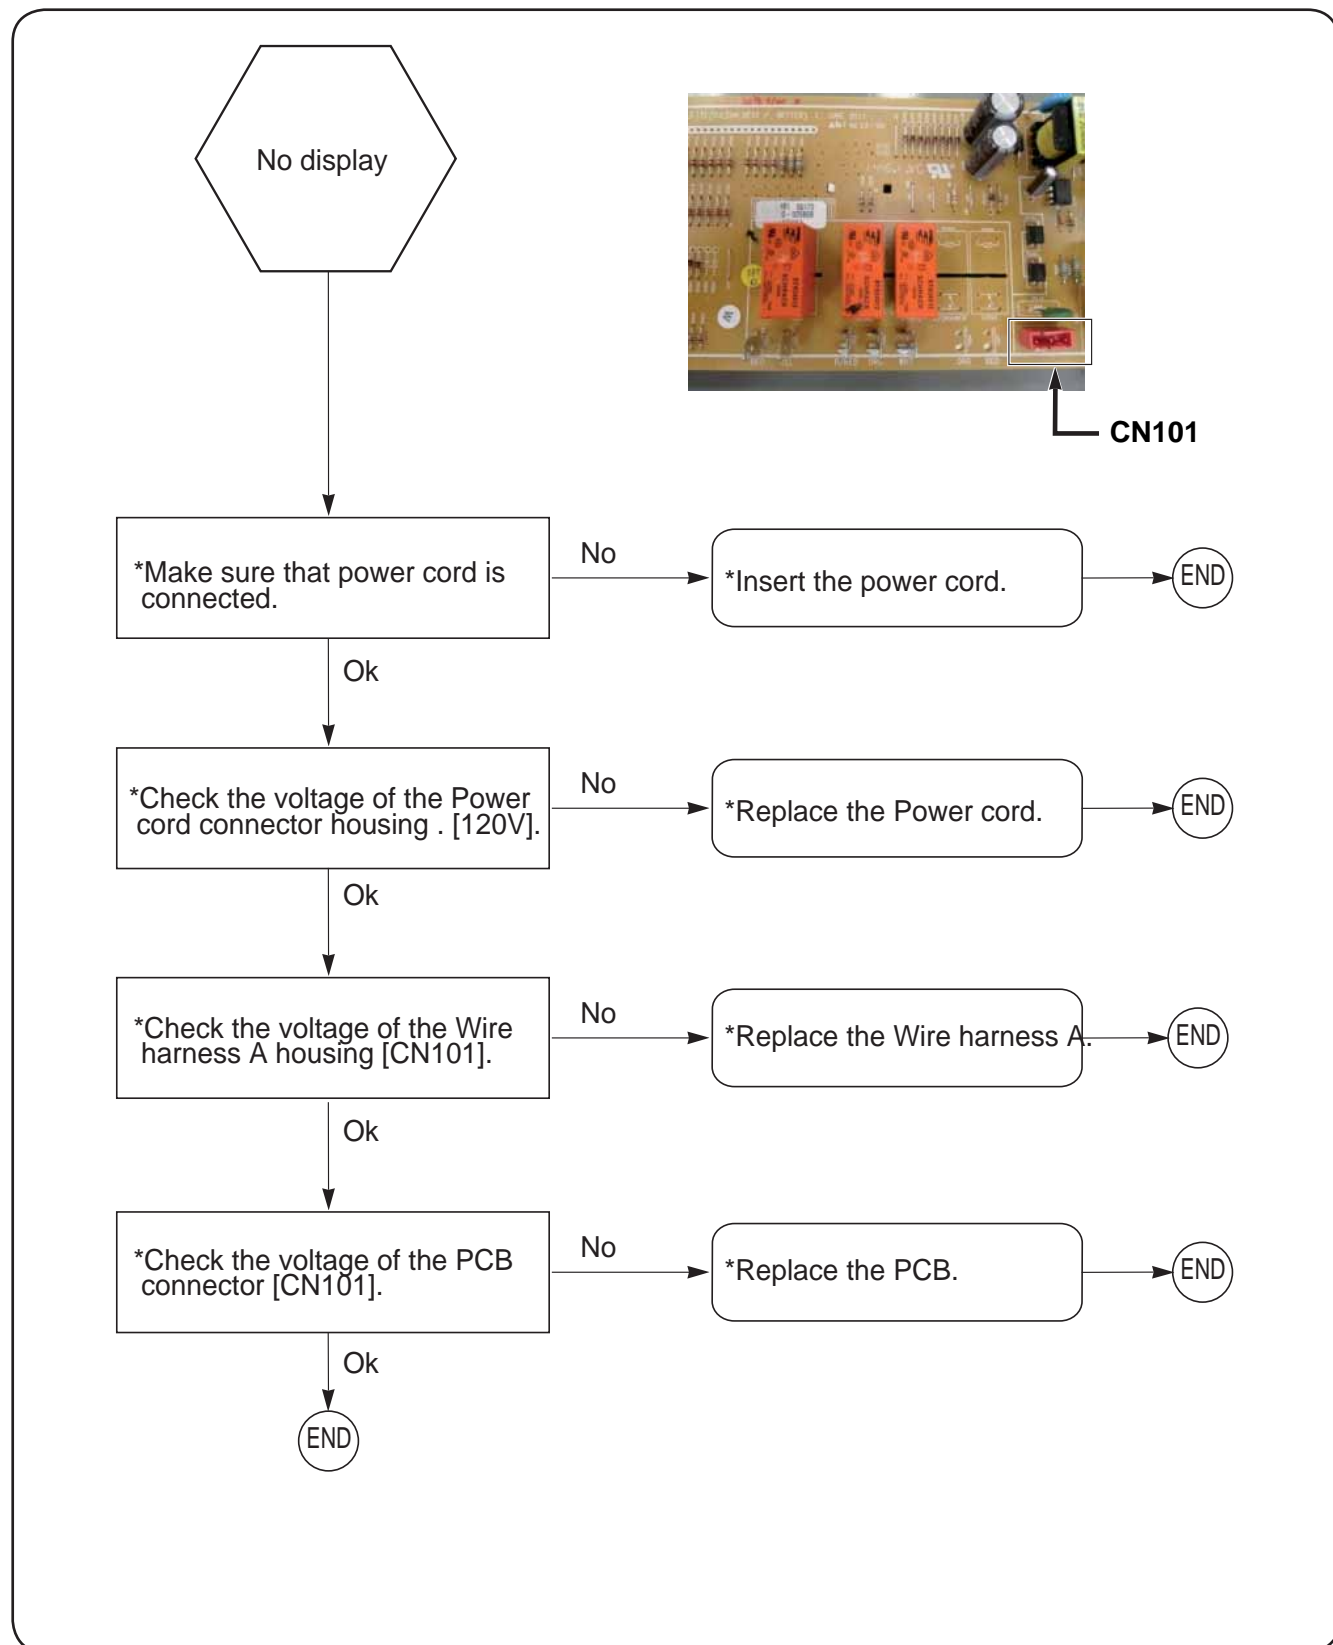 No display
CN101
*Make sure that power cord is
connected.
No
*Insert the power cord.
END
Ok
*Check the voltage of the Power
cord connector housing . [120V].
No
*Replace the Power cord.
END
Ok
*Check the voltage of the Wire
harness A housing [CN101].
No
*Replace the Wire harness A.
END
Ok
*Check the voltage of the PCB
connector [CN101].
No
*Replace the PCB.
END
Ok
END